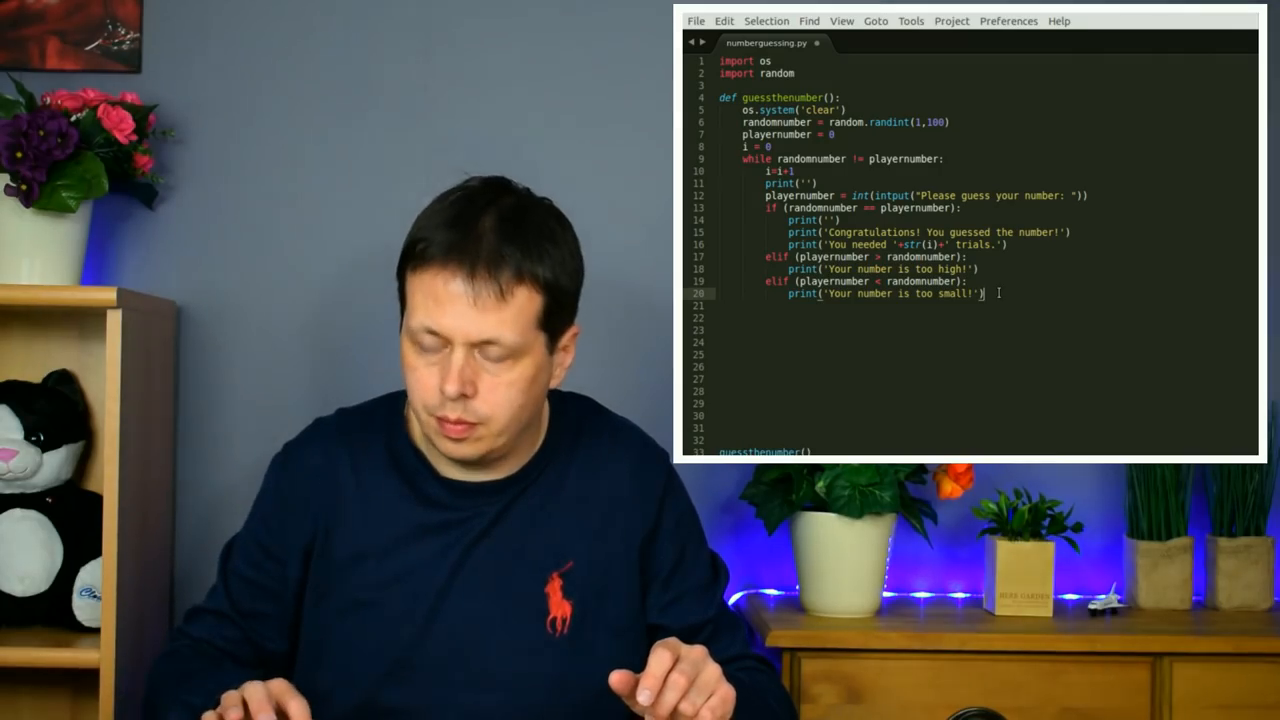 File Edit Selection Find View Goto Tools Project Preferences Help
numberguessing.py
1 import os
2 import random
3
4 def guessthenumber():
5 os.system('clear')
6 randomnumber = random.randint(1,100)
7 playernumber = 0
8 i = 0
9 while randomnumber != playernumber:
10 i=i+1
11 print('')
12 playernumber = int(intput("Please guess your number: "))
13 if (randomnumber == playernumber):
14 print('')
15 print('Congratulations! You guessed the number!')
16 print('You needed '+str(i)+' trials.')
17 elif (playernumber > randomnumber):
18 print('Your number is too high!')
19 elif (playernumber < randomnumber):
20 print('Your number is too small!')
21
22
23
24
25
26
27
28
29
30
31
32
33 guessthenumber()
HERB GARDEN